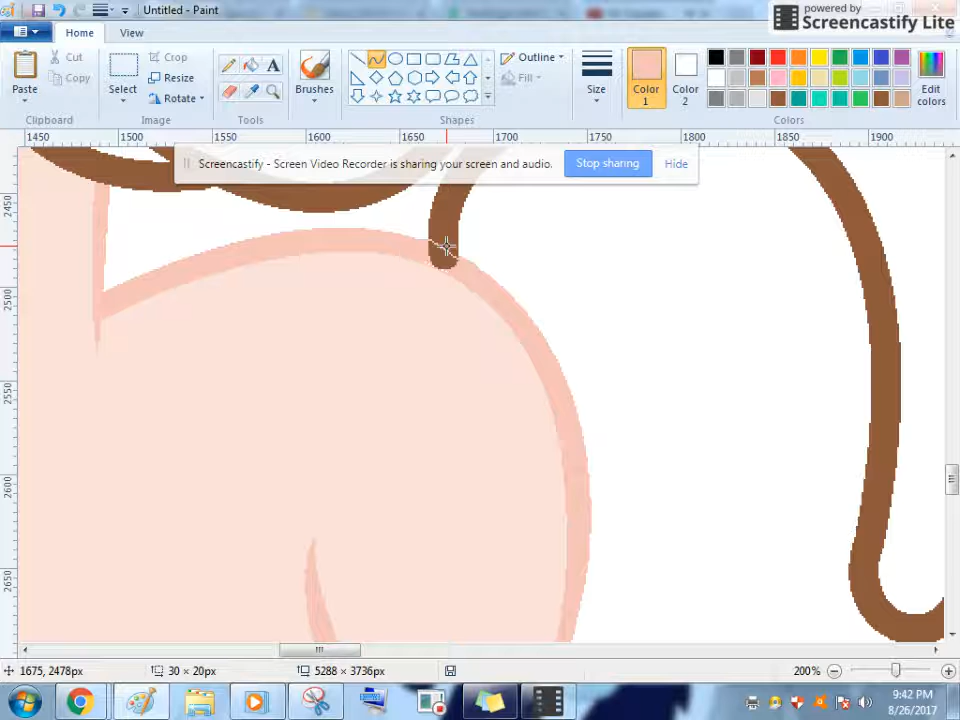 Untitled - Paint
powered by
Screencastify Lite
Home
View
Paste
Cut
Copy
Select
Crop
Resize
Rotate
Brushes
Outline
Fill
Size
Color 1
Color 2
Edit colors
Clipboard
Image
Tools
Shapes
Colors
1450 1500 1550 1600 1650 1700 1750 1800 1850 1900
Screencastify - Screen Video Recorder is sharing your screen and audio.
Stop sharing
Hide
2450
2500
2550
2600
2650
1675, 2478px
30 × 20px
5288 × 3736px
200%
9:42 PM
8/26/2017